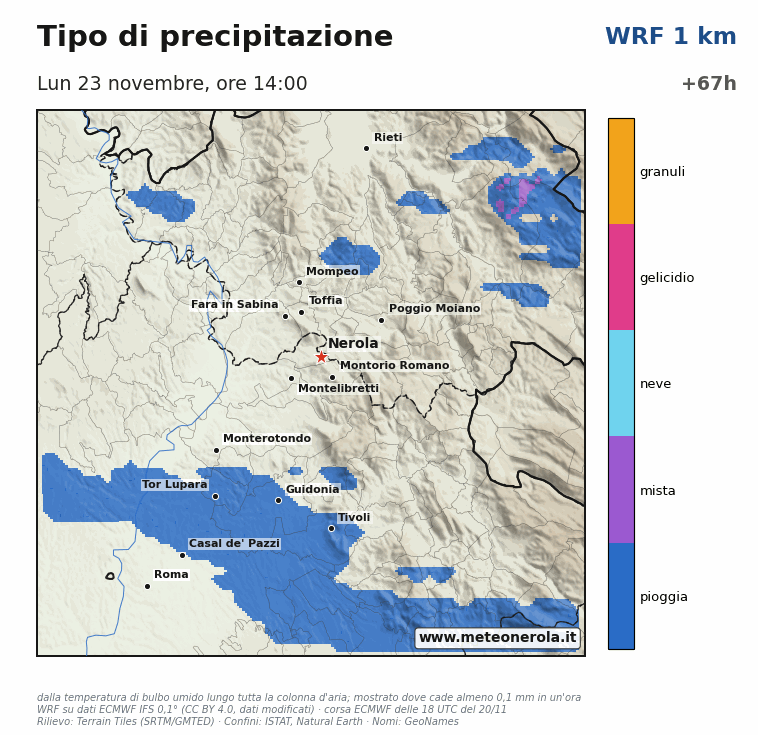 Tipo di precipitazione
WRF 1 km
Lun 23 novembre, ore 14:00
+67h
Rieti
granuli
Mompeo
gelicidio
Fara in Sabina
Toffia
Poggio Moiano
Nerola
Montorio Romano
Montelibretti
neve
Monterotondo
Tor Lupara
Guidonia
mista
Tivoli
Casal de' Pazzi
Roma
pioggia
www.meteonerola.it
dalla temperatura di bulbo umido lungo tutta la colonna d'aria; mostrato dove cade almeno 0,1 mm in un'ora
WRF su dati ECMWF IFS 0,1° (CC BY 4.0, dati modificati) · corsa ECMWF delle 18 UTC del 20/11
Rilievo: Terrain Tiles (SRTM/GMTED) · Confini: ISTAT, Natural Earth · Nomi: GeoNames